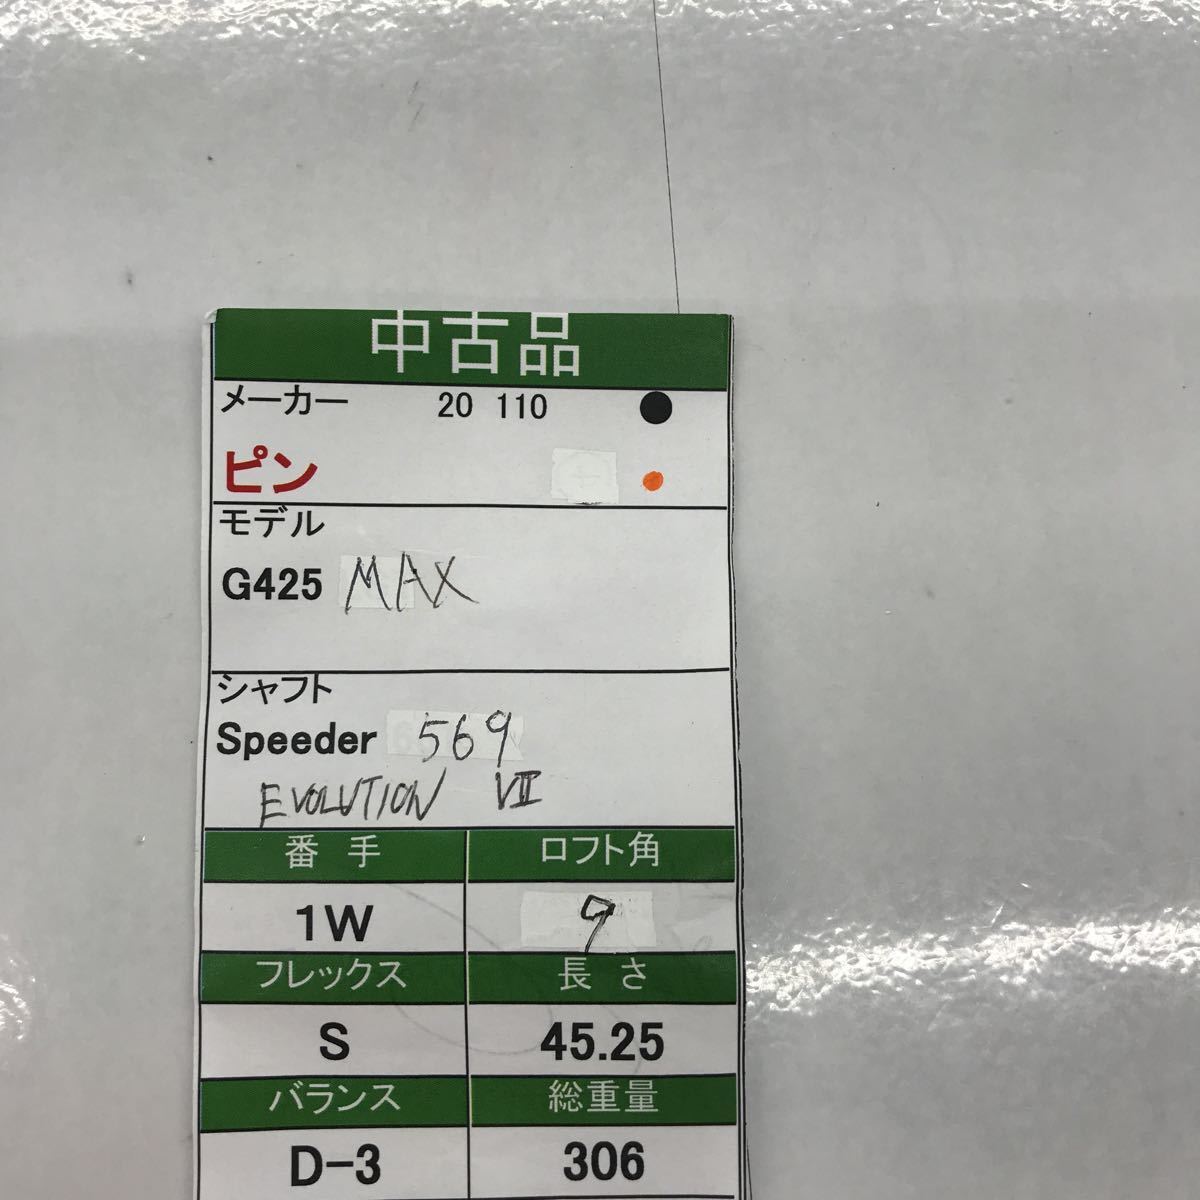 中古品
メーカー 20 110
ピン
モデル
G425 MAX
シャフト
Speeder 569
EVOLUTION VII
番手 ロフト角
1W 9
フレックス 長さ
S 45.25
バランス 総重量
D-3 306